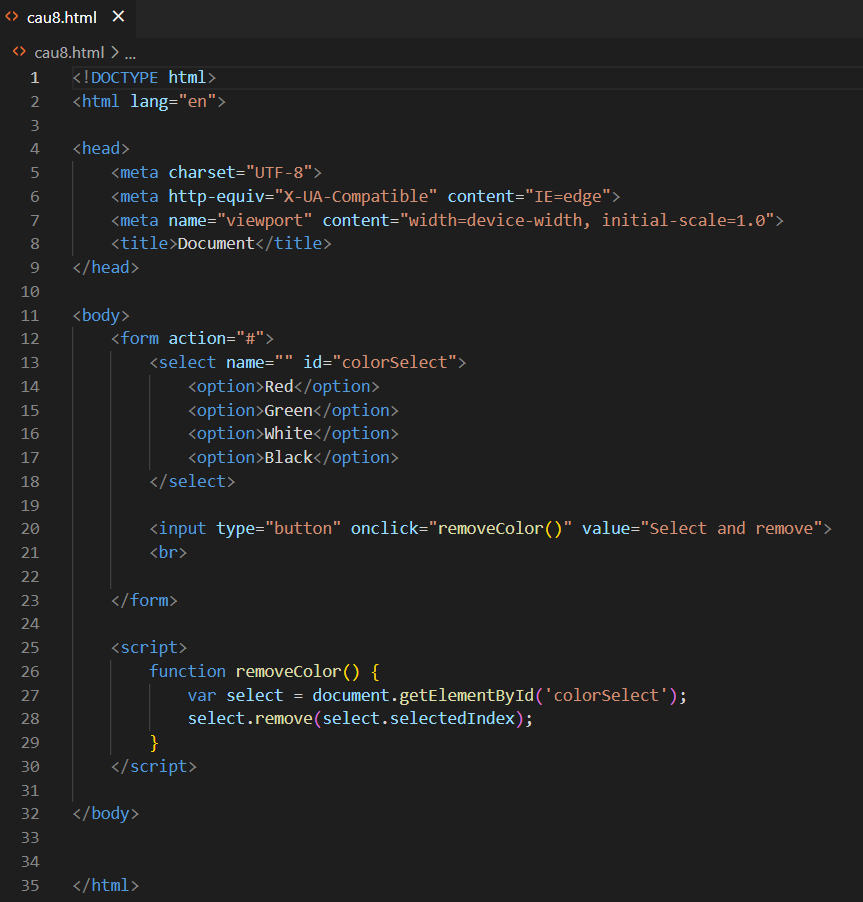 cau8.html
cau8.html > ...
1 <!DOCTYPE html>
2 <html lang="en">
3
4 <head>
5     <meta charset="UTF-8">
6     <meta http-equiv="X-UA-Compatible" content="IE=edge">
7     <meta name="viewport" content="width=device-width, initial-scale=1.0">
8     <title>Document</title>
9 </head>
10
11 <body>
12     <form action="#">
13         <select name="" id="colorSelect">
14             <option>Red</option>
15             <option>Green</option>
16             <option>White</option>
17             <option>Black</option>
18         </select>
19
20         <input type="button" onclick="removeColor()" value="Select and remove">
21         <br>
22
23     </form>
24
25     <script>
26         function removeColor() {
27             var select = document.getElementById('colorSelect');
28             select.remove(select.selectedIndex);
29         }
30     </script>
31
32 </body>
33
34
35 </html>